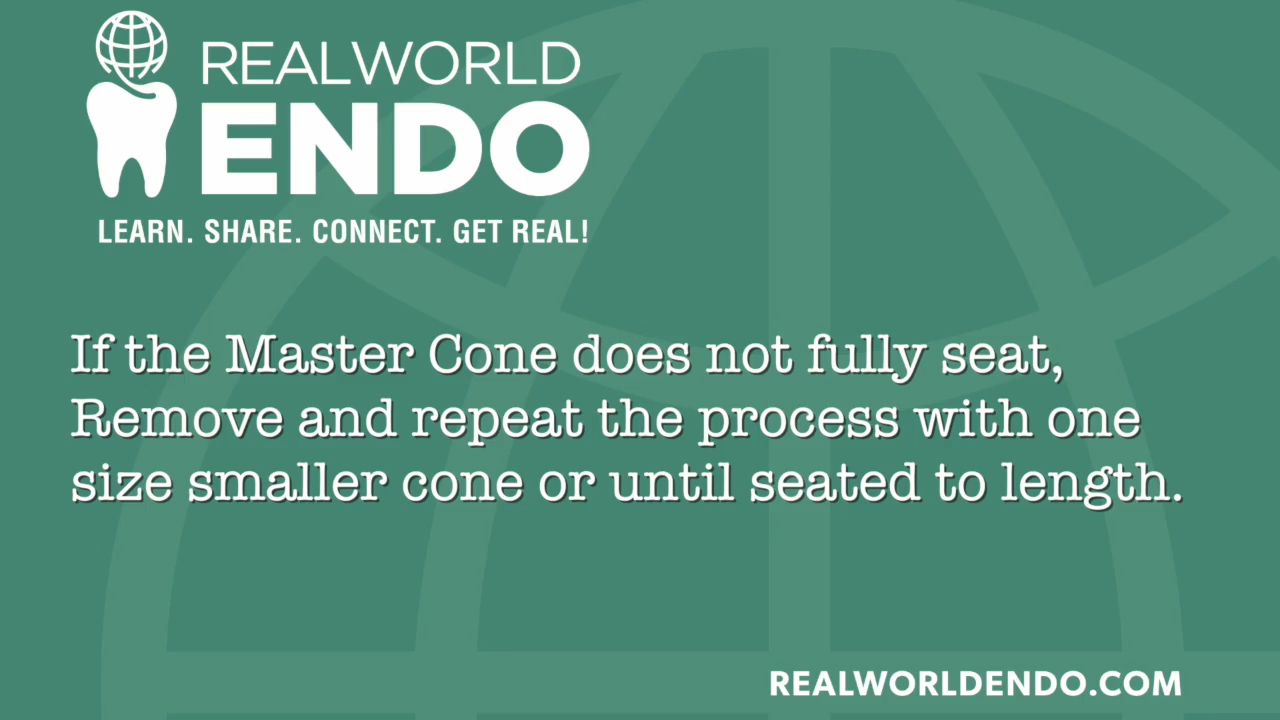 REALWORLD
ENDO
LEARN. SHARE. CONNECT. GET REAL!
If the Master Cone does not fully seat,
Remove and repeat the process with one
size smaller cone or until seated to length.
REALWORLDENDO.COM